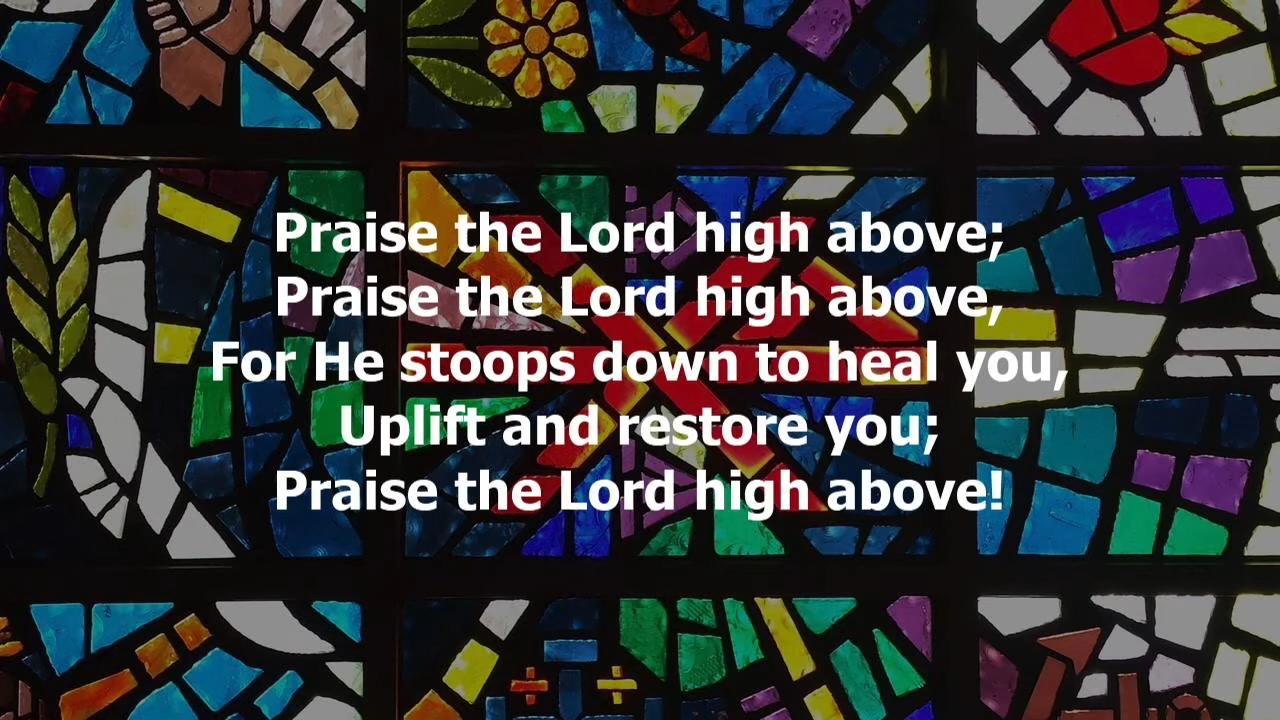 Praise the Lord high above;
Praise the Lord high above,
For He stoops down to heal you,
Uplift and restore you;
Praise the Lord high above!